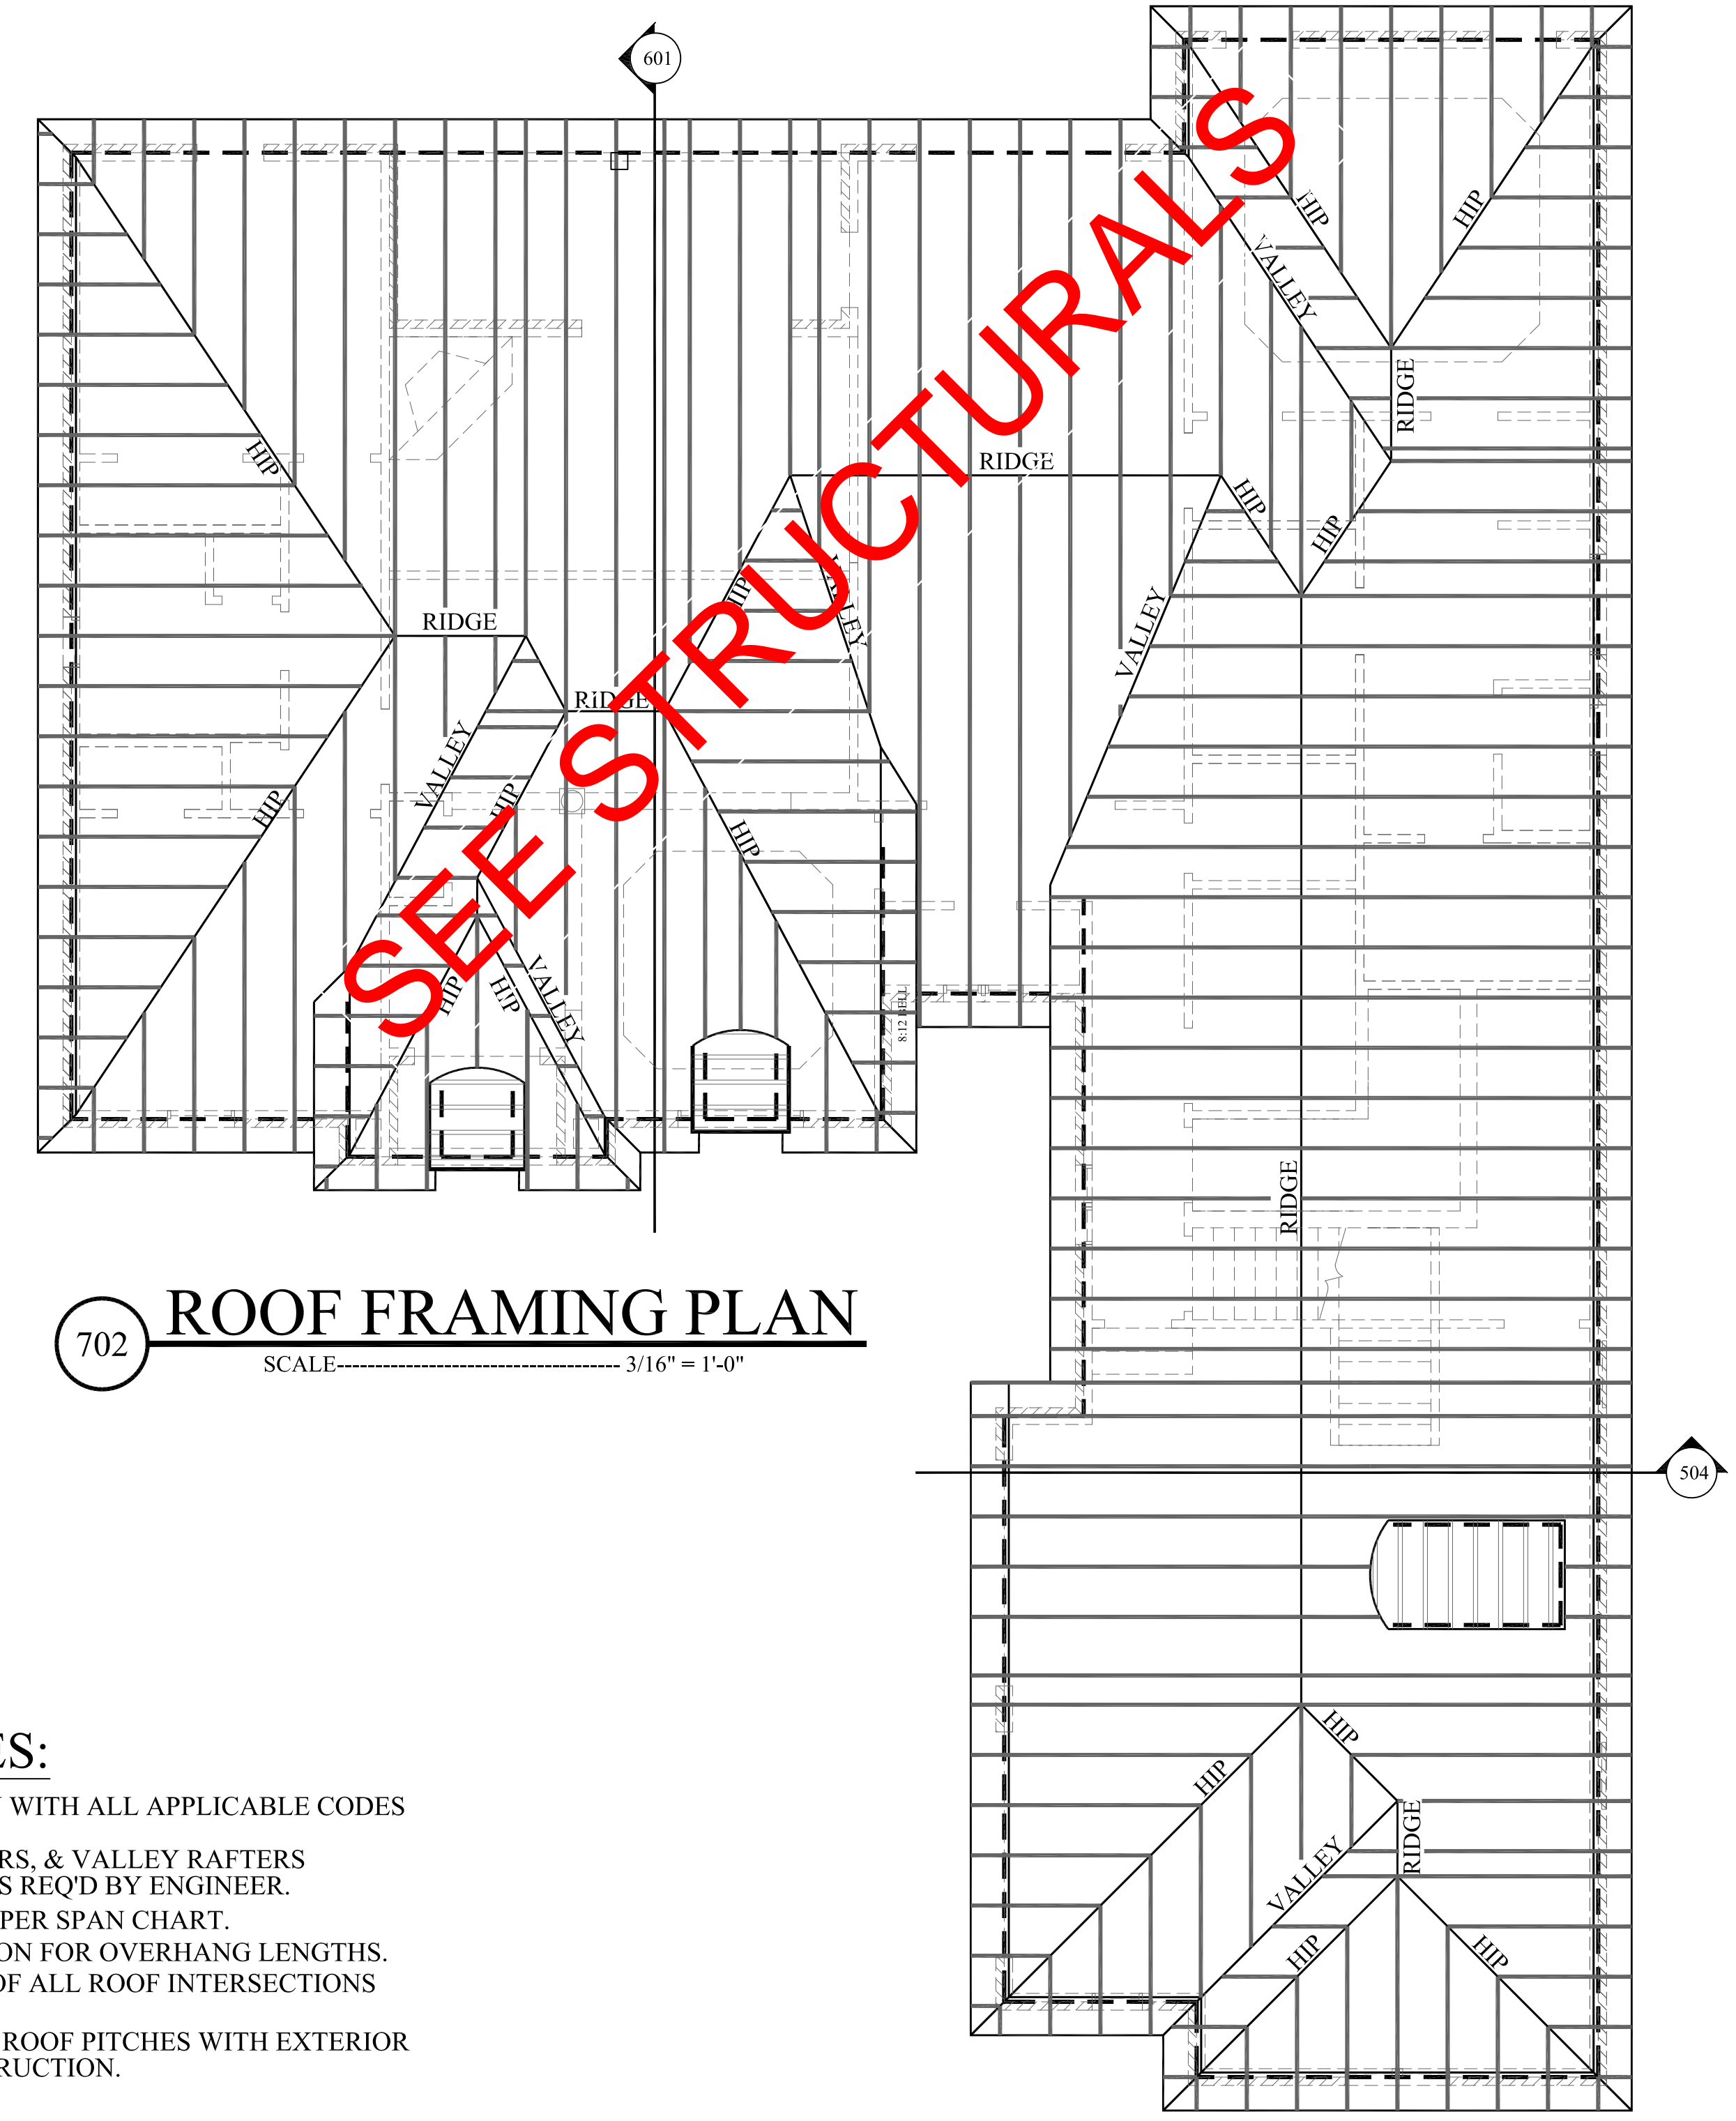 601
HIP
HIP
VALLEY
RIDGE
RIDGE
HIP
HIP
HIP
HIP
VALLEY
VALLEY
RIDGE
RIDGE
VALLEY
HIP
HIP
HIP
VALLEY
HIP
HIP
8:12 BELL
SEE STRUCTURALS
RIDGE
702
ROOF FRAMING PLAN
SCALE---------------------------------------- 3/16" = 1'-0"
504
HIP
HIP
RIDGE
VALLEY
HIP
HIP
ES:
WITH ALL APPLICABLE CODES
RS, & VALLEY RAFTERS
S REQ'D BY ENGINEER.
PER SPAN CHART.
ON FOR OVERHANG LENGTHS.
OF ALL ROOF INTERSECTIONS
ROOF PITCHES WITH EXTERIOR
RUCTION.